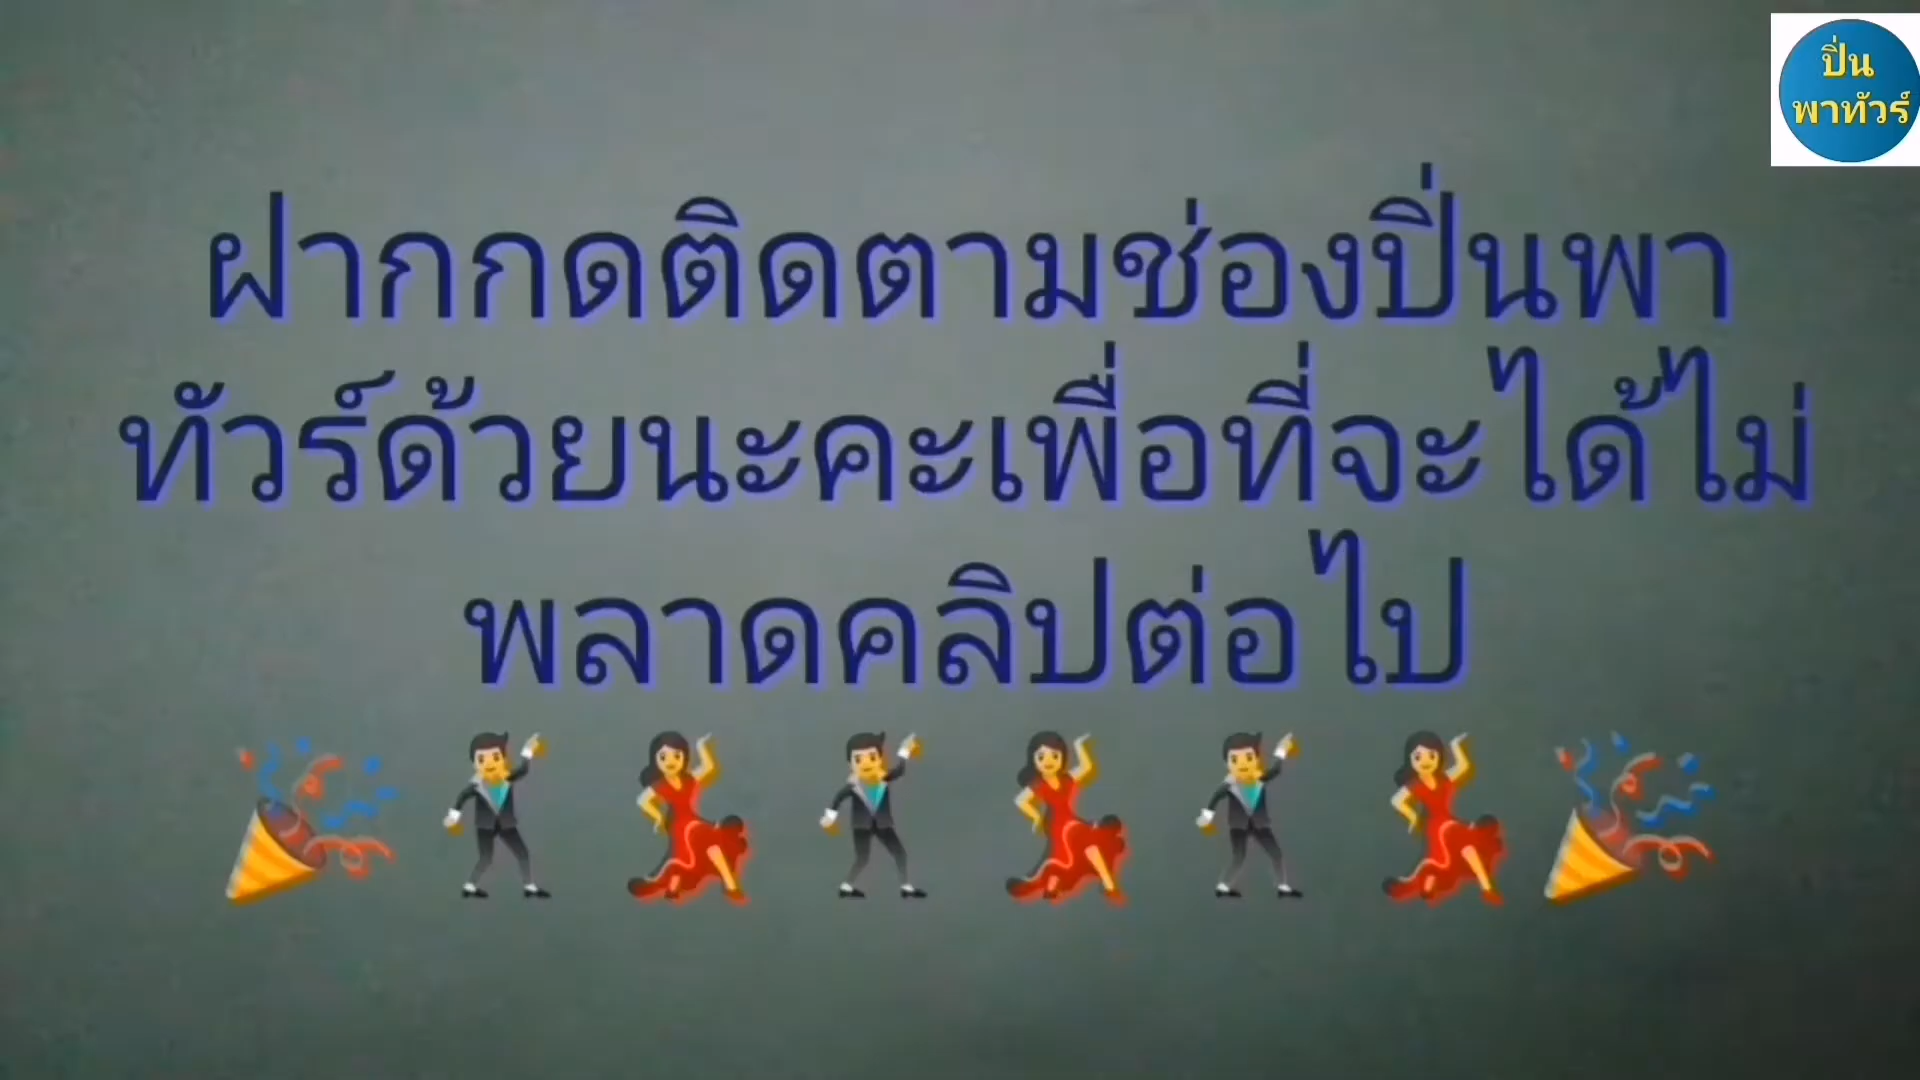 ปิ่น
พาทัวร์
ฝากกดติดตามช่องปิ่นพา
ทัวร์ด้วยนะคะเพื่อที่จะได้ไม่
พลาดคลิปต่อไป
🎉🕺💃🕺💃🕺💃🎉